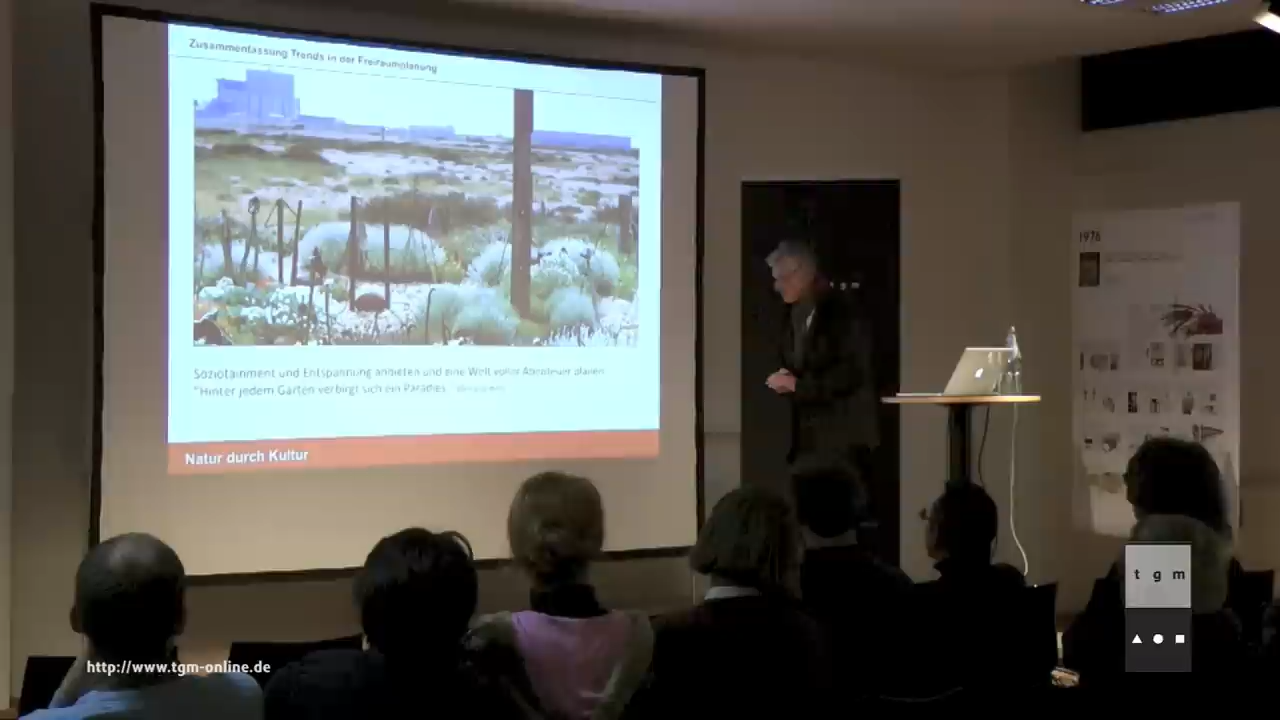 Zusammenfassung Trends in der Freiraumplanung
Soziotainment und Entspannung anbieten und eine Welt voller Abenteuer planen
"Hinter jedem Garten verbirgt sich ein Paradies."
Natur durch Kultur
t g m
1976
t g m
http://www.tgm-online.de